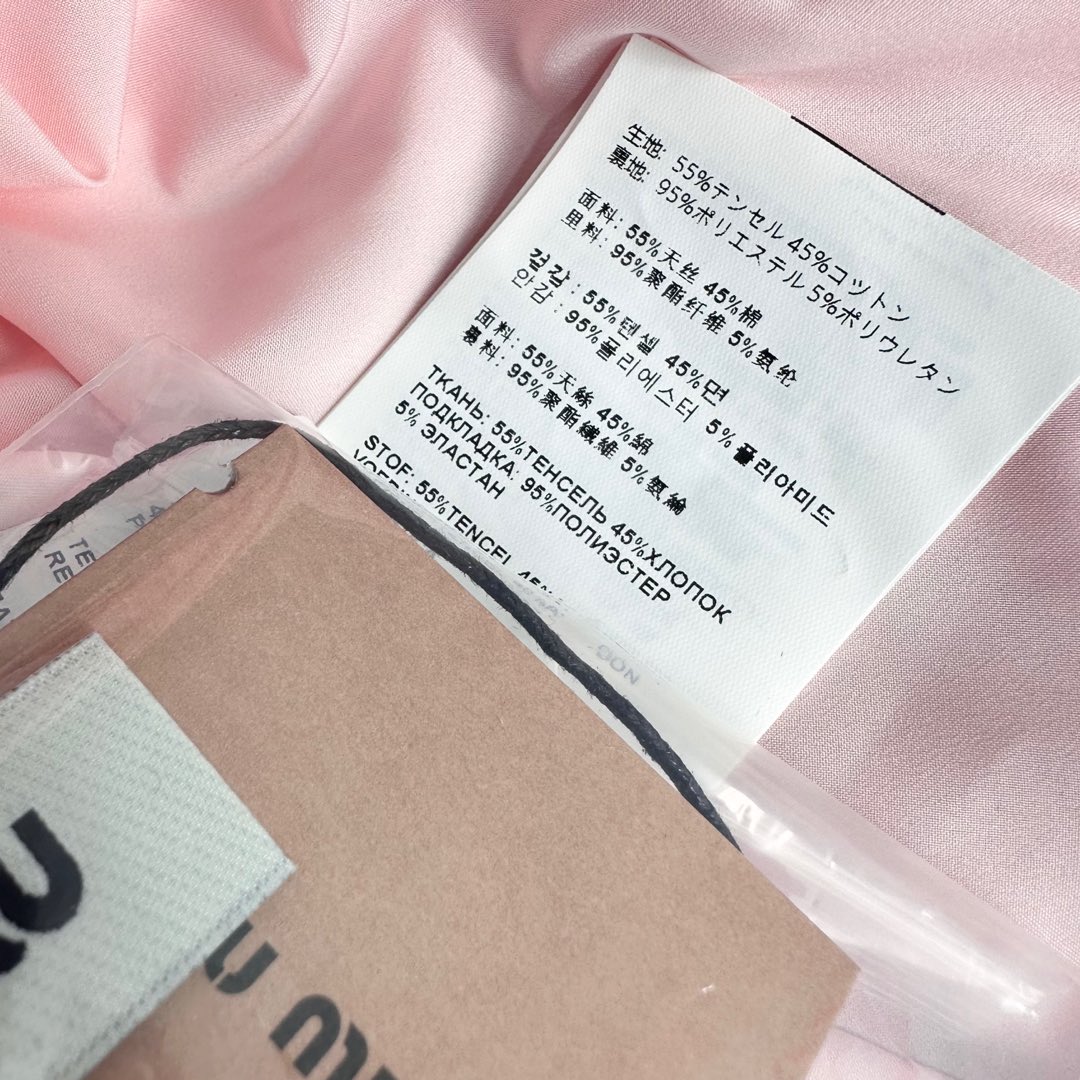 生地: 55%テンセル 45%コットン
裏地: 95%ポリエステル 5%ポリウレタン
面料: 55%天丝 45%棉
里料: 95%聚酯纤维 5%氨纶
겉감 : 55%텐셀 45%면
안감 : 95%폴리에스터 5%폴리아미드
面料: 55%天絲 45%綿
裏料: 95%聚酯纖維 5%氨綸
ТКАНЬ: 55%ТЕНСЕЛЬ 45%ХЛОПОК
ПОДКЛАДКА: 95%ПОЛИЭСТЕР
5% ЭЛАСТАН
STOF: 55%TENCEL 45%